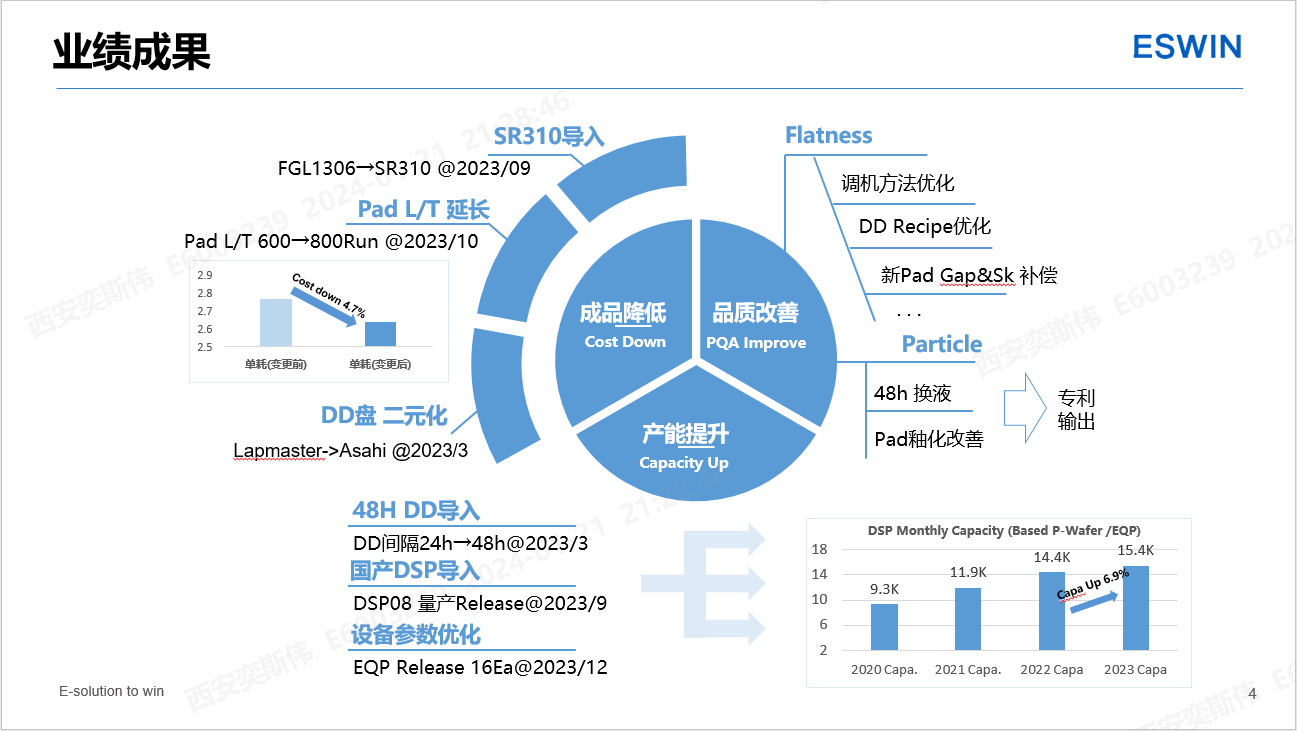 业绩成果
ESWIN
SR310导入
FGL1306→SR310 @2023/09
Pad L/T 延长
Pad L/T 600→800Run @2023/10
2.9
2.8
2.7
2.6
2.5
Cost down 4.7%
单耗(变更前)
单耗(变更后)
DD盘 二元化
Lapmaster->Asahi @2023/3
成品降低
Cost Down
品质改善
PQA Improve
产能提升
Capacity Up
Flatness
调机方法优化
DD Recipe优化
新Pad Gap&Sk 补偿
...
Particle
48h 换液
Pad釉化改善
专利
输出
48H DD导入
DD间隔24h→48h@2023/3
国产DSP导入
DSP08 量产Release@2023/9
设备参数优化
EQP Release 16Ea@2023/12
DSP Monthly Capacity (Based P-Wafer /EQP)
18
14
10
6
2
9.3K
11.9K
14.4K
15.4K
Capa Up 6.9%
2020 Capa.
2021 Capa.
2022 Capa
2023 Capa
E-solution to win
4
西安奕斯伟 E6003239